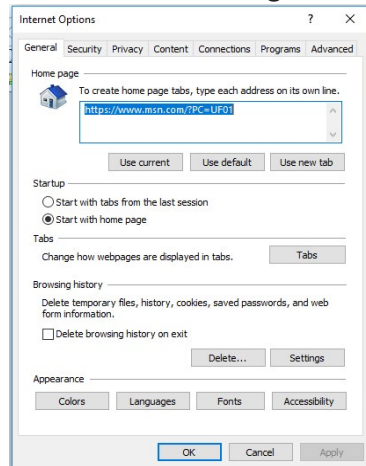 Internet Options ? X
General Security Privacy Content Connections Programs Advanced
Home page
To create home page tabs, type each address on its own line.
https://www.msn.com/?PC=UF01
Use current Use default Use new tab
Startup
Start with tabs from the last session
Start with home page
Tabs
Change how webpages are displayed in tabs. Tabs
Browsing history
Delete temporary files, history, cookies, saved passwords, and web
form information.
Delete browsing history on exit
Delete... Settings
Appearance
Colors Languages Fonts Accessibility
OK Cancel Apply